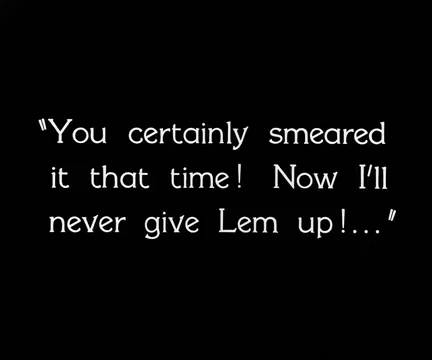 "You certainly smeared
it that time! Now I'll
never give Lem up!..."